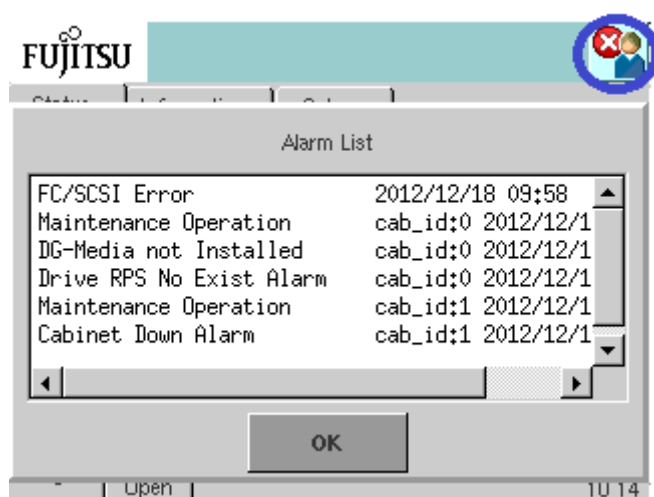 FUJITSU
Status
Alarm List
FC/SCSI Error 2012/12/18 09:58
Maintenance Operation cab_id:0 2012/12/1
DG-Media not Installed cab_id:0 2012/12/1
Drive RPS No Exist Alarm cab_id:0 2012/12/1
Maintenance Operation cab_id:1 2012/12/1
Cabinet Down Alarm cab_id:1 2012/12/1
OK
Open